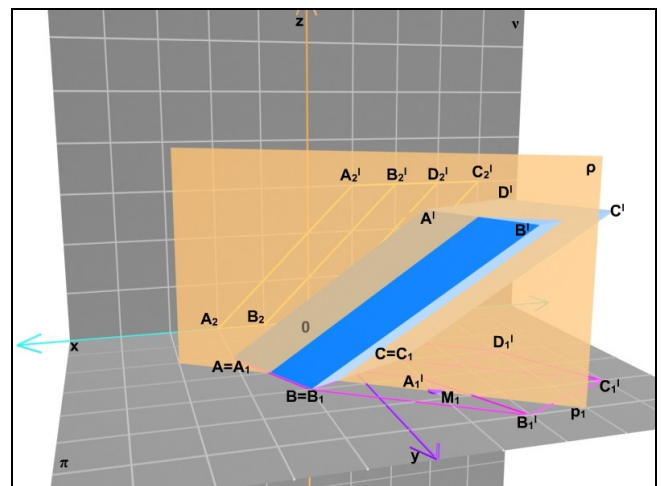 z ν
ρ
A₂ᴵ B₂ᴵ D₂ᴵ C₂ᴵ
Dᴵ
Aᴵ Cᴵ
Bᴵ
A₂ B₂ 0
x
D₁ᴵ
C=C₁
A=A₁
A₁ᴵ C₁ᴵ
B=B₁ M₁
B₁ᴵ p₁
π y